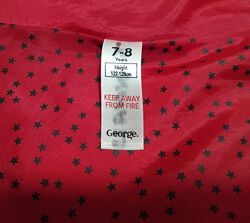 7-8
Years
Height
122-128cm
KEEP AWAY
FROM FIRE
George.